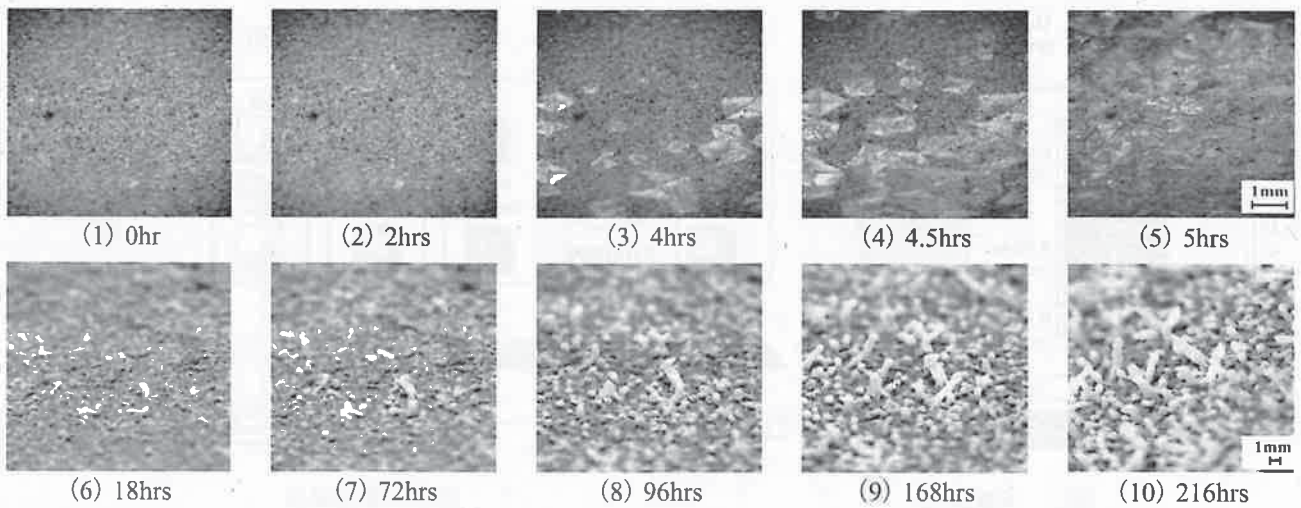 1mm
(1) 0hr (2) 2hrs (3) 4hrs (4) 4.5hrs (5) 5hrs
1mm
(6) 18hrs (7) 72hrs (8) 96hrs (9) 168hrs (10) 216hrs